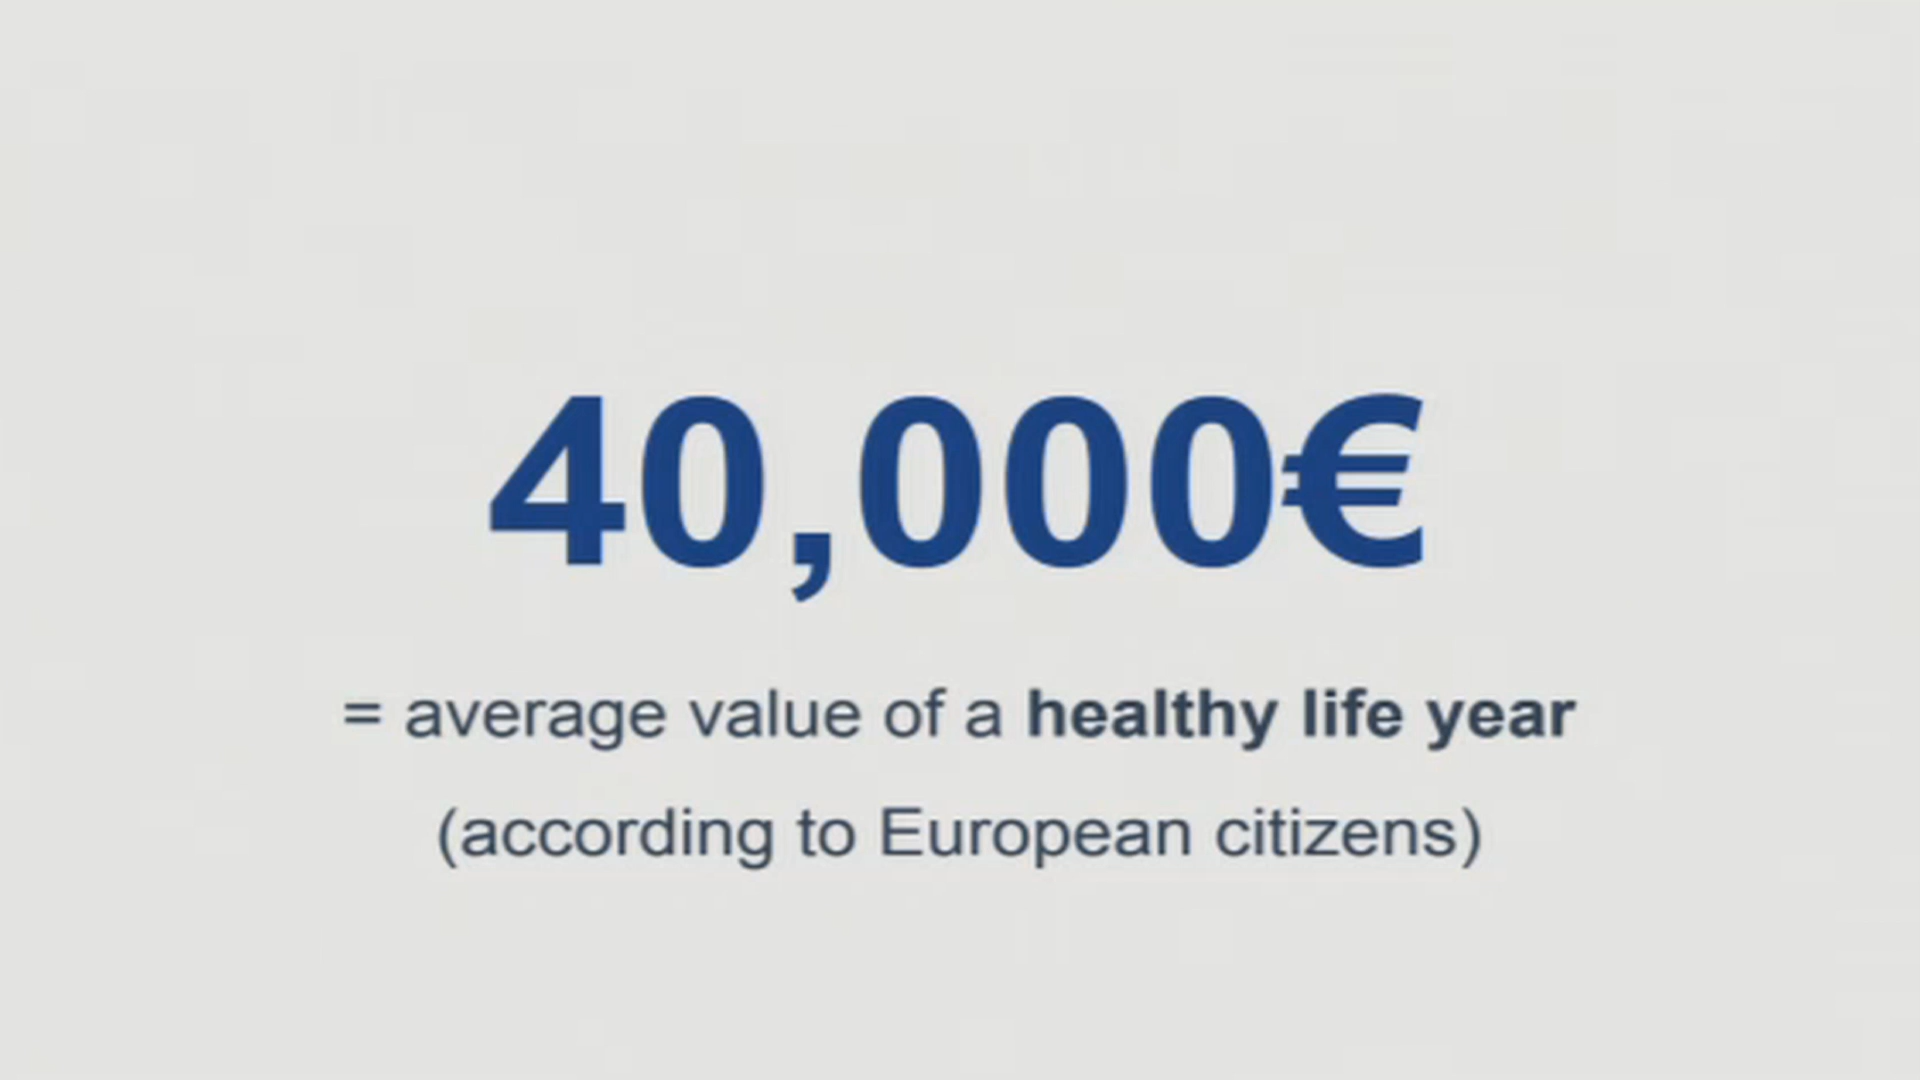 40,000€
= average value of a healthy life year
(according to European citizens)